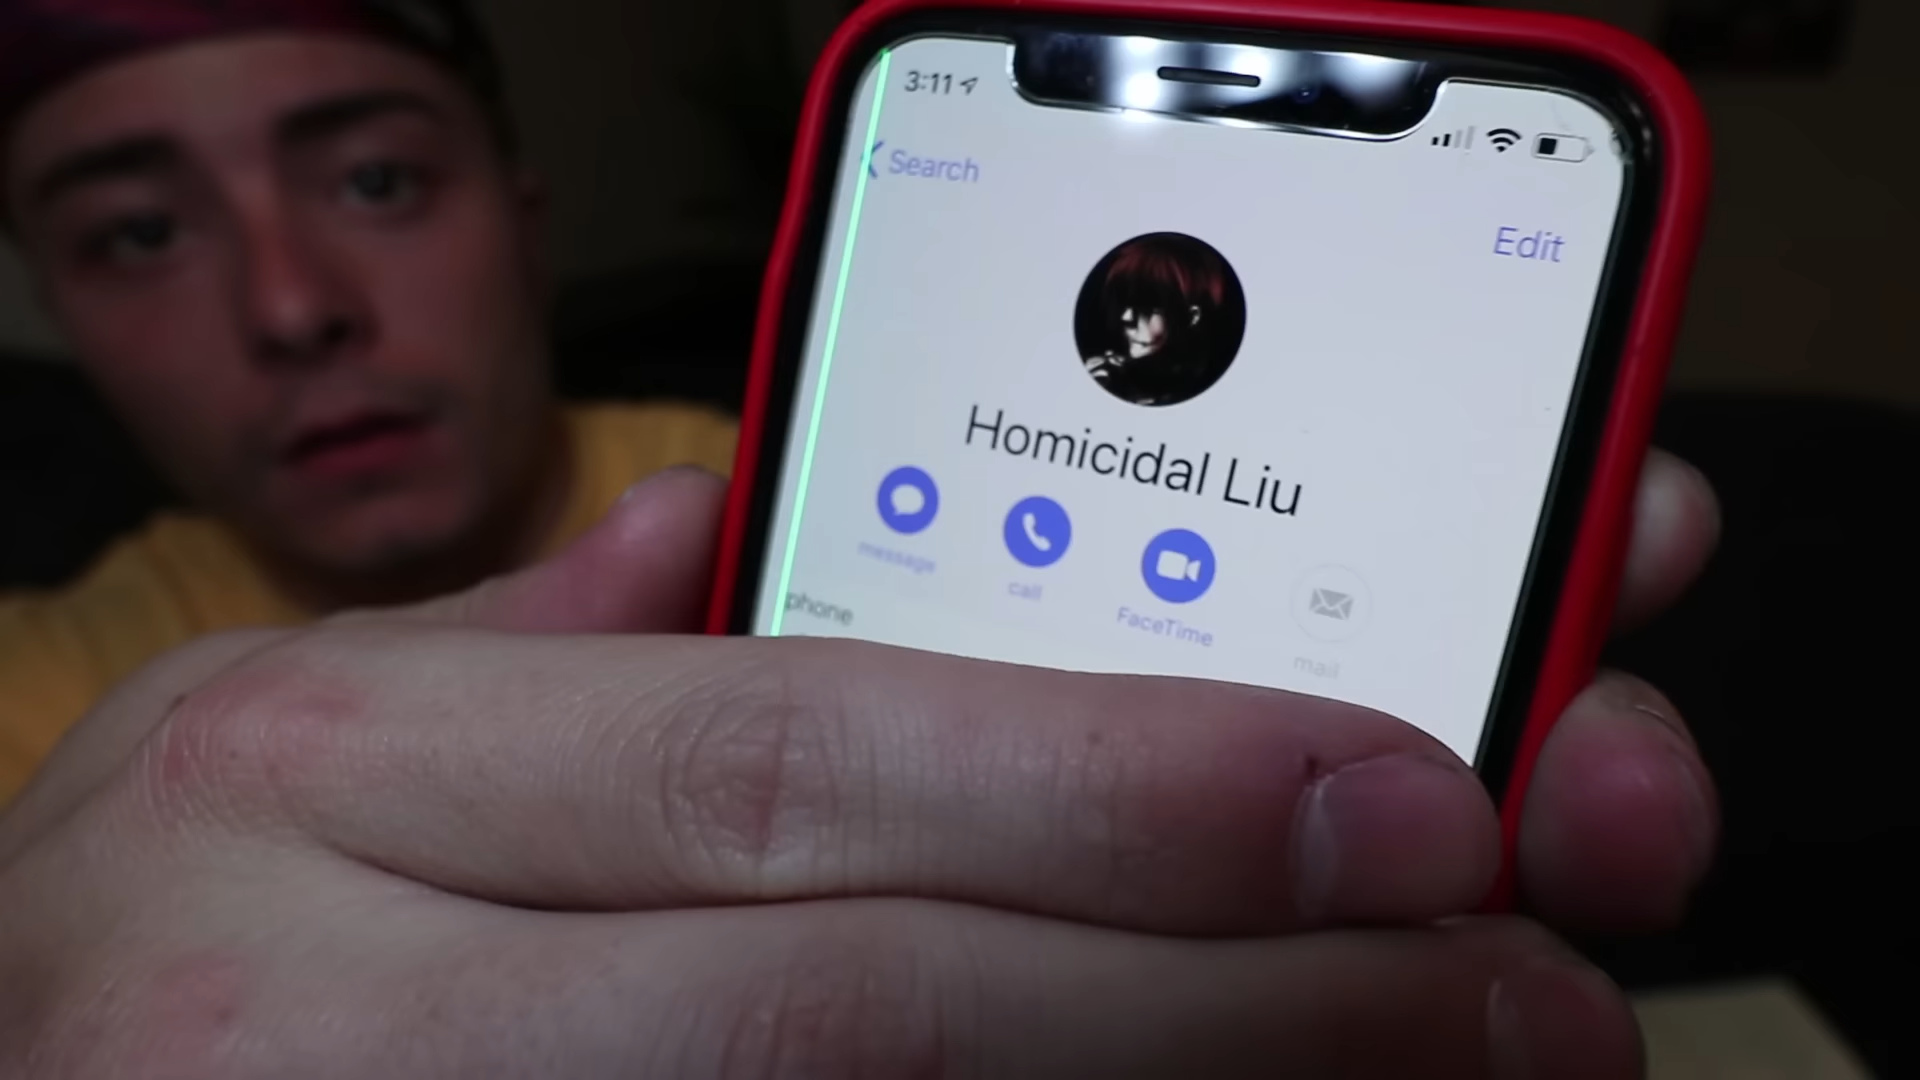 3:11
Search
Edit
Homicidal Liu
message
call
FaceTime
mail
phone